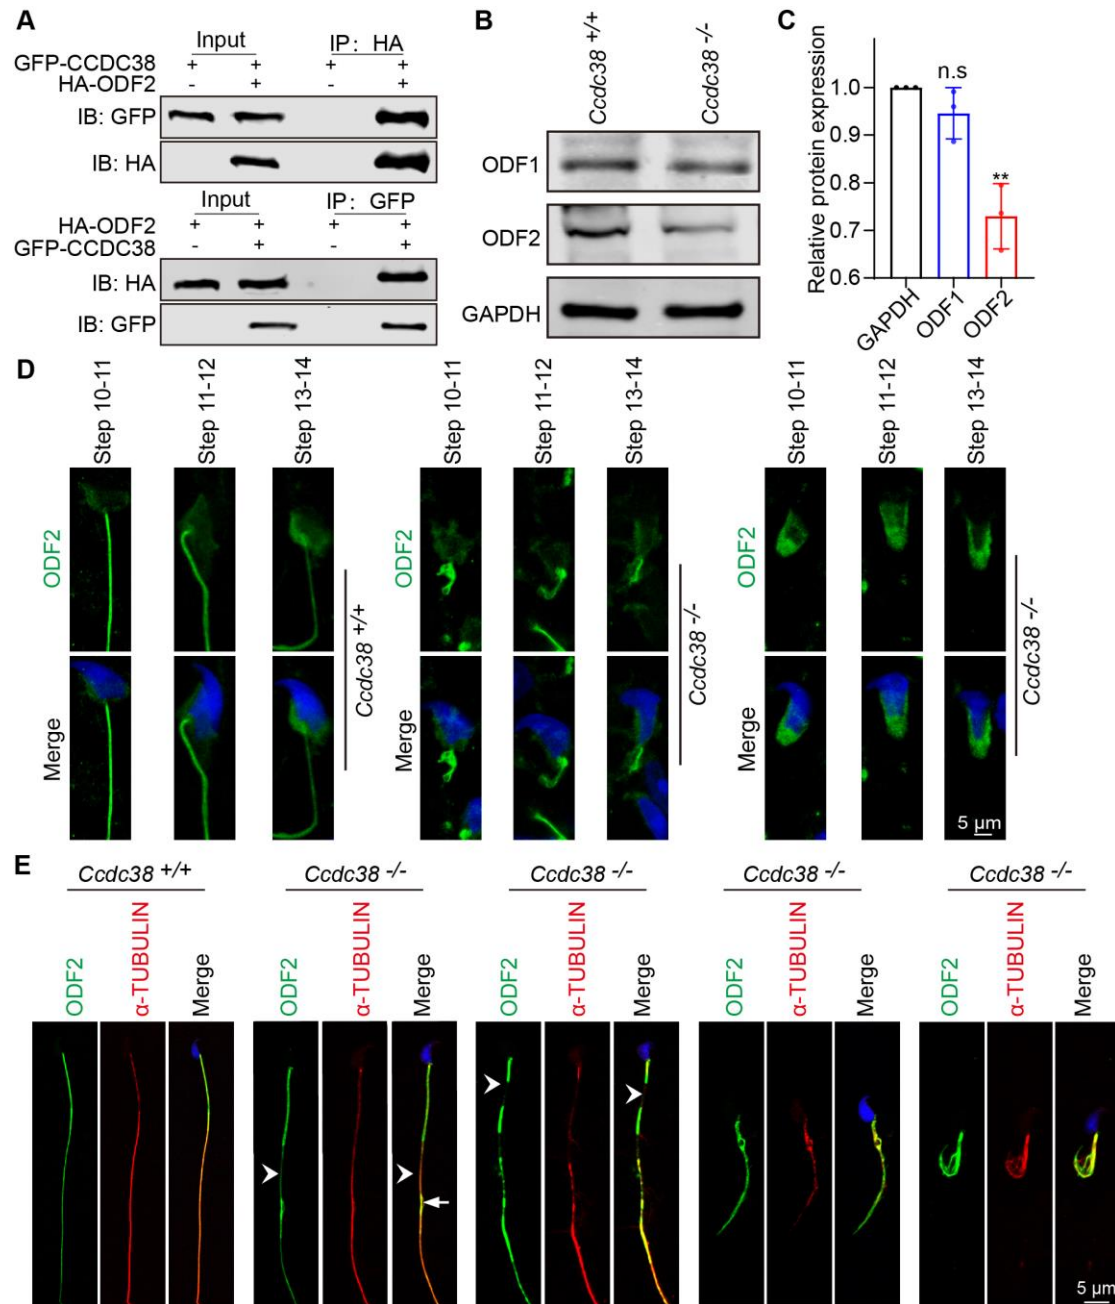 A
Input IP: HA
GFP-CCDC38 + + + +
HA-ODF2 - + - +
IB: GFP
IB: HA
Input IP: GFP
HA-ODF2 + + + +
GFP-CCDC38 - + - +
IB: HA
IB: GFP
B
Ccdc38 +/+ Ccdc38 -/-
ODF1
ODF2
GAPDH
C
Relative protein expression
1.0
0.9
0.8
0.7
0.6
n.s
**
GAPDH ODF1 ODF2
D
Step 10-11 Step 11-12 Step 13-14 Step 10-11 Step 11-12 Step 13-14 Step 10-11 Step 11-12 Step 13-14
ODF2 ODF2 ODF2
Merge Merge Merge
Ccdc38 +/+ Ccdc38 -/- Ccdc38 -/-
5 µm
E
Ccdc38 +/+ Ccdc38 -/- Ccdc38 -/- Ccdc38 -/- Ccdc38 -/-
ODF2 α-TUBULIN Merge ODF2 α-TUBULIN Merge ODF2 α-TUBULIN Merge ODF2 α-TUBULIN Merge ODF2 α-TUBULIN Merge
5 µm